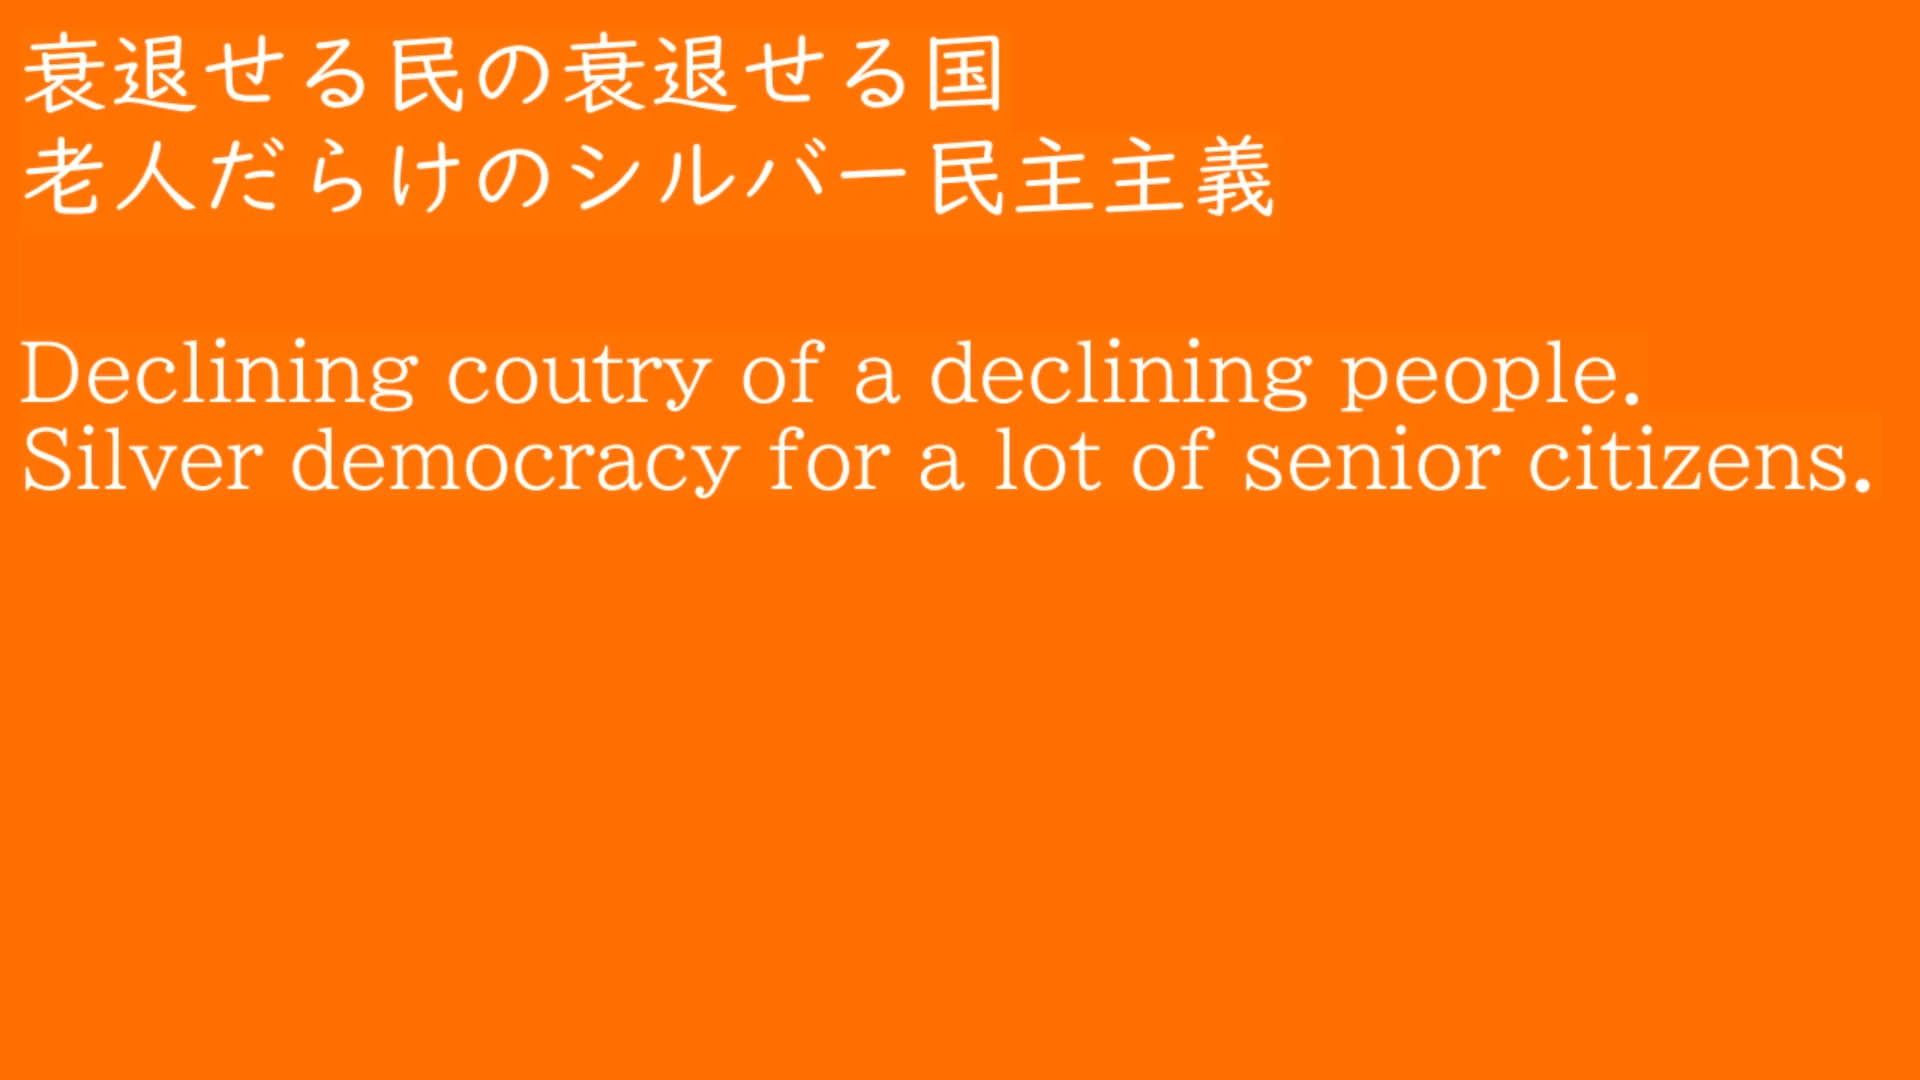 衰退せる民の衰退せる国
老人だらけのシルバー民主主義
Declining coutry of a declining people.
Silver democracy for a lot of senior citizens.